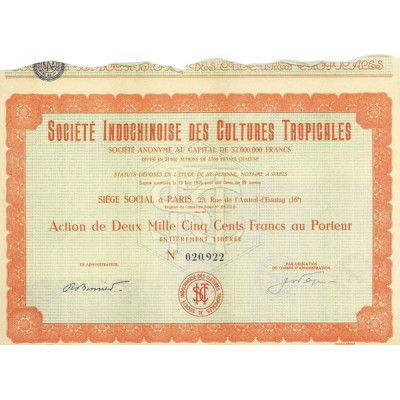 SOCIÉTÉ INDOCHINOISE DES CULTURES TROPICALES
SOCIÉTÉ ANONYME AU CAPITAL DE 52.000.000 FRANCS
STATUTS DÉPOSÉS EN L'ÉTUDE DE NOTAIRE A PARIS
SIÈGE SOCIAL à PARIS, 23, Rue de l'Amiral-d'Estaing (16e)
Action de Deux Mille Cinq Cents Francs au Porteur
ENTIÈREMENT LIBÉRÉE
N° 020.922
UN ADMINISTRATEUR,
PAR DÉLÉGATION
DU CONSEIL D'ADMINISTRATION,